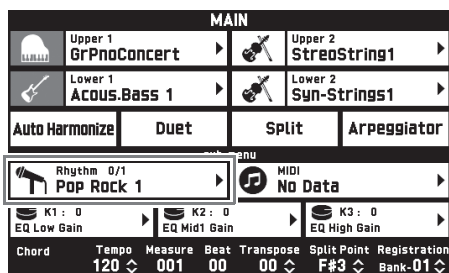 MAIN
Upper 1
GrPnoConcert
Upper 2
StreoString1
Lower 1
Acous.Bass 1
Lower 2
Syn-Strings1
Auto Harmonize Duet Split Arpeggiator
sub menu
Rhythm 0/1
Pop Rock 1
MIDI
No Data
K1: 0
EQ Low Gain
K2: 0
EQ Mid1 Gain
K3: 0
EQ High Gain
Chord Tempo Measure Beat Transpose Split Point Registration
120 001 00 00 F#3 Bank-01